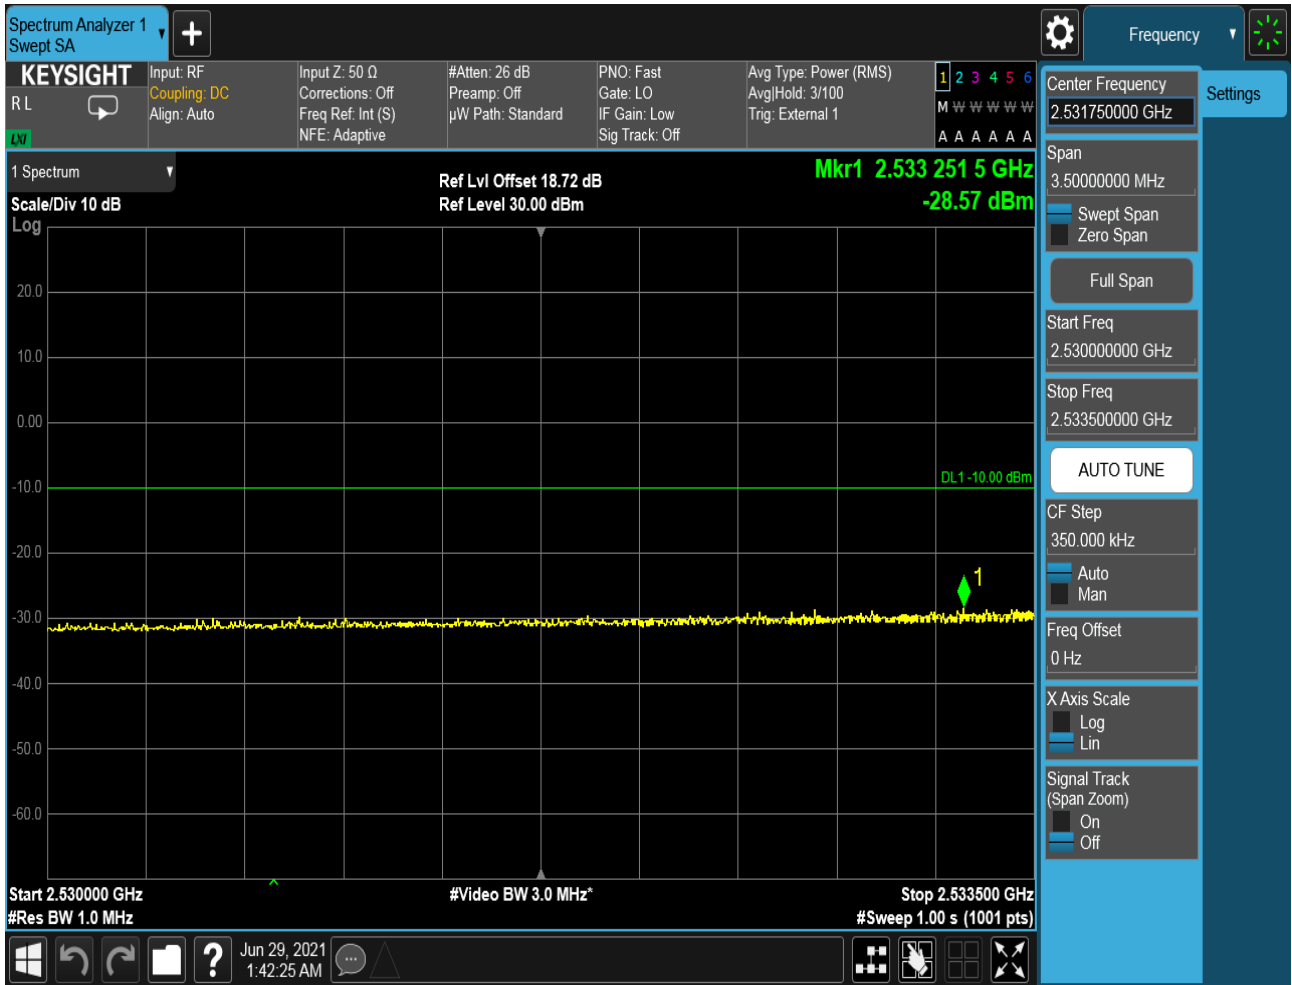 Spectrum Analyzer 1
Swept SA
Frequency
KEYSIGHT
R L
LXI
Input: RF
Coupling: DC
Align: Auto
Input Z: 50 Ω
Corrections: Off
Freq Ref: Int (S)
NFE: Adaptive
#Atten: 26 dB
Preamp: Off
µW Path: Standard
PNO: Fast
Gate: LO
IF Gain: Low
Sig Track: Off
Avg Type: Power (RMS)
Avg|Hold: 3/100
Trig: External 1
1 2 3 4 5 6
M W W W W W
A A A A A A
1 Spectrum
Scale/Div 10 dB
Log
Ref Lvl Offset 18.72 dB
Ref Level 30.00 dBm
Mkr1 2.533 251 5 GHz
-28.57 dBm
20.0
10.0
0.00
-10.0
-20.0
-30.0
-40.0
-50.0
-60.0
DL1 -10.00 dBm
1
Start 2.530000 GHz
#Res BW 1.0 MHz
#Video BW 3.0 MHz*
Stop 2.533500 GHz
#Sweep 1.00 s (1001 pts)
Jun 29, 2021
1:42:25 AM
?
Center Frequency
2.531750000 GHz
Settings
Span
3.50000000 MHz
Swept Span
Zero Span
Full Span
Start Freq
2.530000000 GHz
Stop Freq
2.533500000 GHz
AUTO TUNE
CF Step
350.000 kHz
Auto
Man
Freq Offset
0 Hz
X Axis Scale
Log
Lin
Signal Track
(Span Zoom)
On
Off